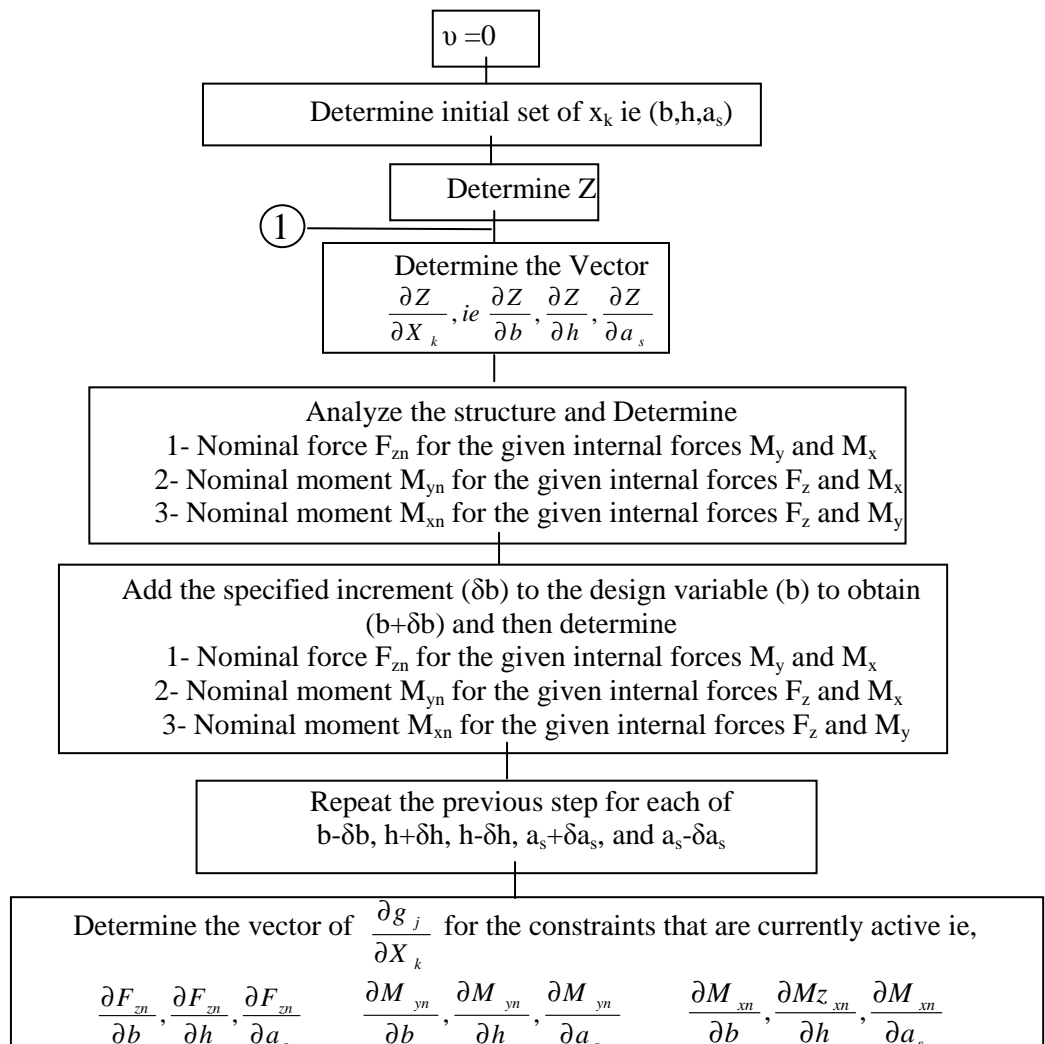 υ =0
Determine initial set of xₖ ie (b,h,aₛ)
Determine Z
1
Determine the Vector
∂Z/∂X_k , ie ∂Z/∂b , ∂Z/∂h , ∂Z/∂a_s
Analyze the structure and Determine
1- Nominal force F_zn for the given internal forces M_y and M_x
2- Nominal moment M_yn for the given internal forces F_z and M_x
3- Nominal moment M_xn for the given internal forces F_z and M_y
Add the specified increment (δb) to the design variable (b) to obtain
(b+δb) and then determine
1- Nominal force F_zn for the given internal forces M_y and M_x
2- Nominal moment M_yn for the given internal forces F_z and M_x
3- Nominal moment M_xn for the given internal forces F_z and M_y
Repeat the previous step for each of
b-δb, h+δh, h-δh, a_s+δa_s, and a_s-δa_s
Determine the vector of ∂g_j/∂X_k for the constraints that are currently active ie,
∂F_zn/∂b , ∂F_zn/∂h , ∂F_zn/∂a_s ∂M_yn/∂b , ∂M_yn/∂h , ∂M_yn/∂a_s ∂M_xn/∂b , ∂Mz_xn/∂h , ∂M_xn/∂a_s